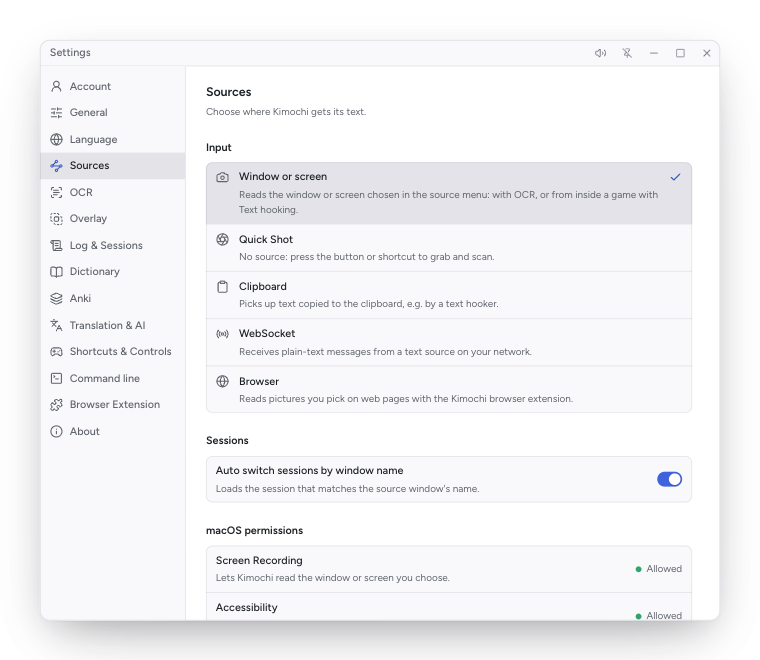 Settings
Account
General
Language
Sources
OCR
Overlay
Log & Sessions
Dictionary
Anki
Translation & AI
Shortcuts & Controls
Command line
Browser Extension
About
Sources
Choose where Kimochi gets its text.
Input
Window or screen
Reads the window or screen chosen in the source menu: with OCR, or from inside a game with
Text hooking.
Quick Shot
No source: press the button or shortcut to grab and scan.
Clipboard
Picks up text copied to the clipboard, e.g. by a text hooker.
WebSocket
Receives plain-text messages from a text source on your network.
Browser
Reads pictures you pick on web pages with the Kimochi browser extension.
Sessions
Auto switch sessions by window name
Loads the session that matches the source window's name.
macOS permissions
Screen Recording
Lets Kimochi read the window or screen you choose.
Allowed
Accessibility
Allowed